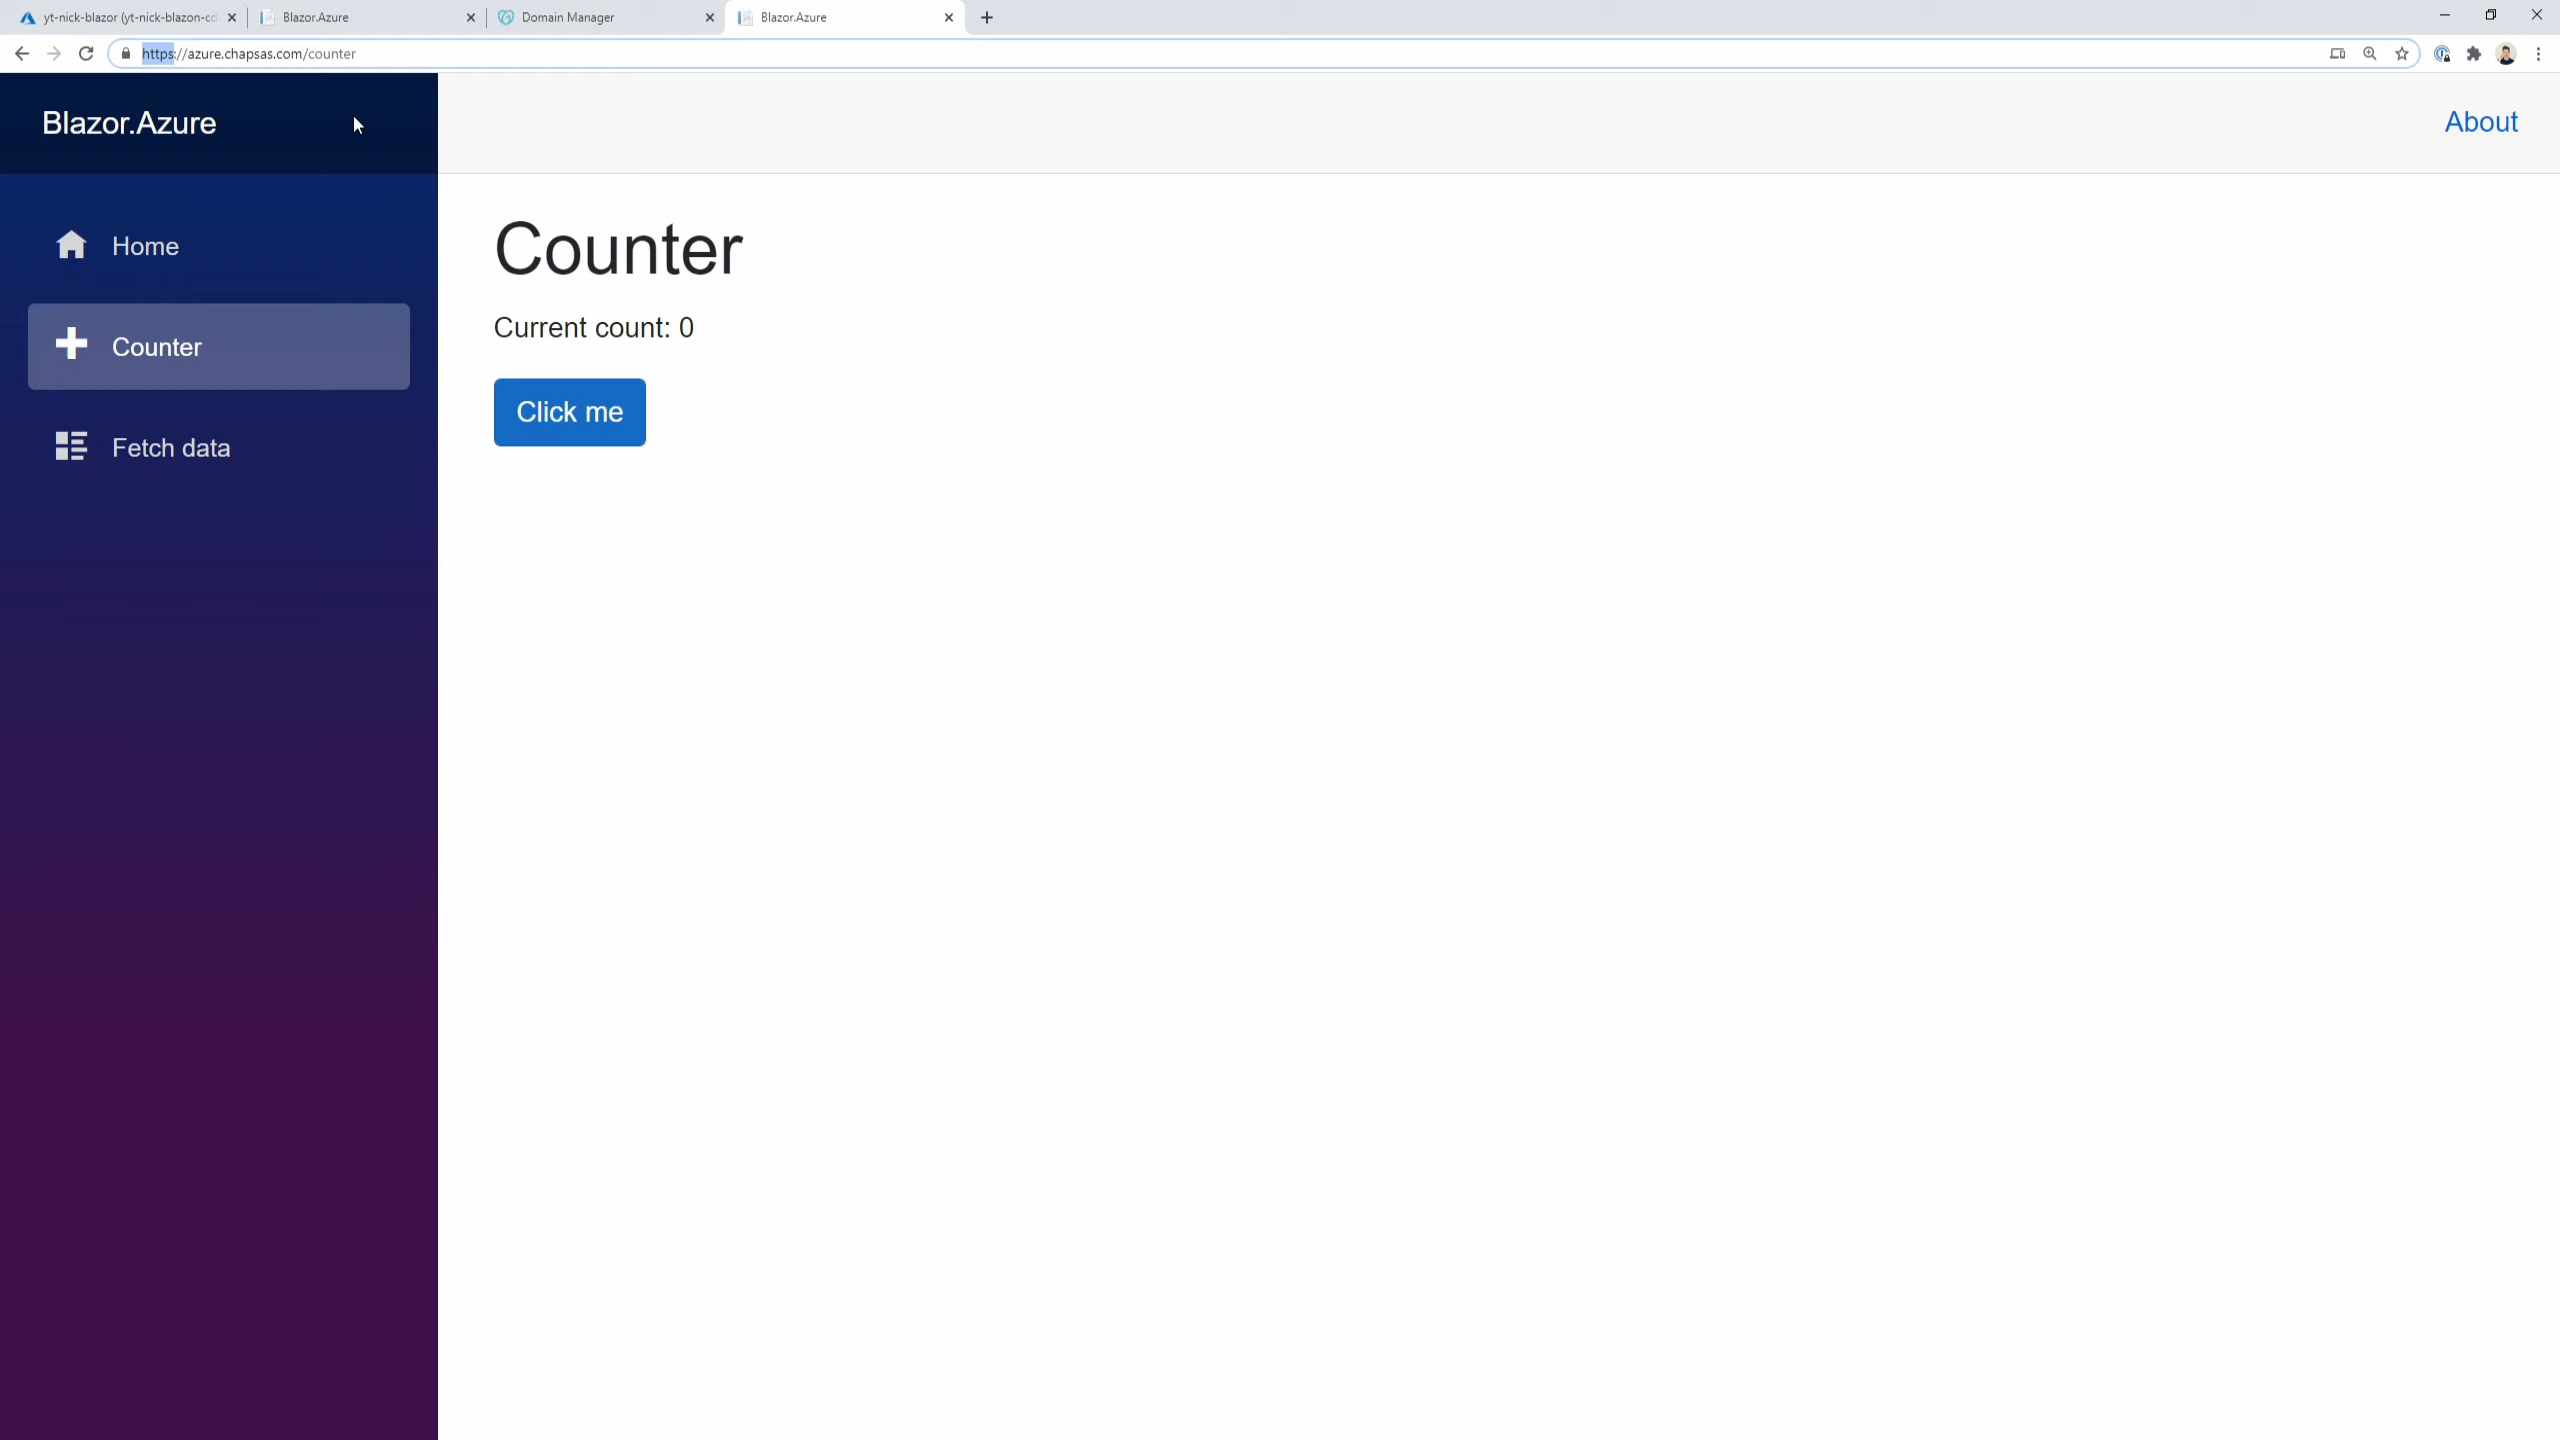 yt-nick-blazor (yt-nick-blazon-cd
Blazor.Azure
Domain Manager
Blazor.Azure
https://azure.chapsas.com/counter
Blazor.Azure
About
Home
Counter
Fetch data
Counter
Current count: 0
Click me